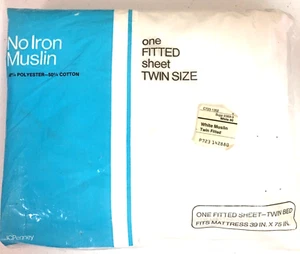 No Iron
Muslin
POLYESTER—50% COTTON
one
FITTED
sheet
TWIN SIZE
White Muslin
Twin Fitted
JCPenney
ONE FITTED SHEET—TWIN BED
FITS MATTRESS 39 IN. X 75 IN.